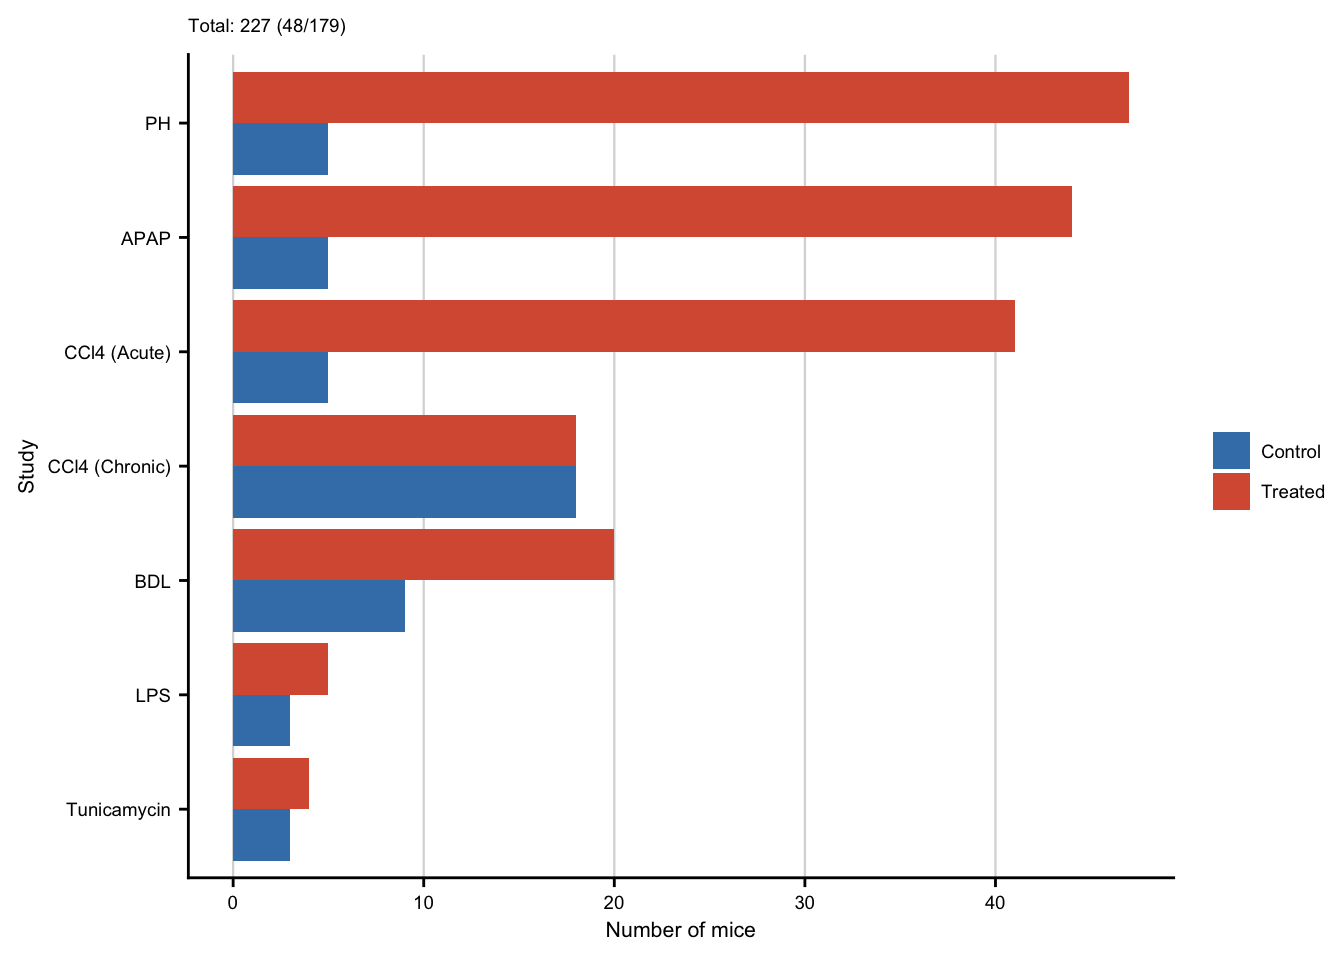 Total: 227 (48/179)
PH
APAP
CCl4 (Acute)
CCl4 (Chronic)
BDL
LPS
Tunicamycin
Study
0 10 20 30 40
Number of mice
Control
Treated